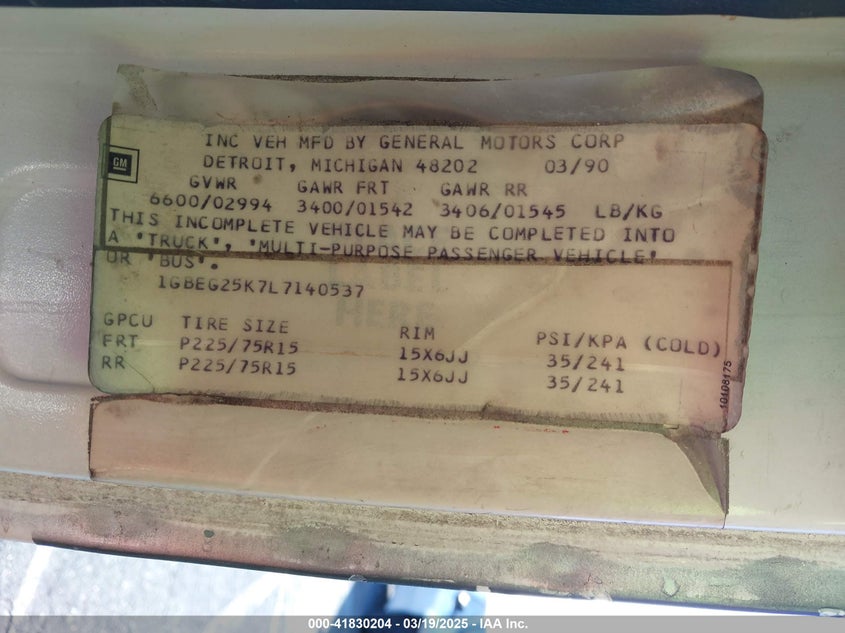 INC VEH MFD BY GENERAL MOTORS CORP
GM DETROIT, MICHIGAN 48202 03/90
GVWR GAWR FRT GAWR RR
6600/02994 3400/01542 3406/01545 LB/KG
THIS INCOMPLETE VEHICLE MAY BE COMPLETED INTO
A 'TRUCK', 'MULTI-PURPOSE PASSENGER VEHICLE'
OR 'BUS'.
1GBEG25K7L7140537
HERE
GPCU TIRE SIZE RIM PSI/KPA (COLD)
FRT P225/75R15 15X6JJ 35/241
RR P225/75R15 15X6JJ 35/241
10108175
000-41830204 - 03/19/2025 - IAA Inc.